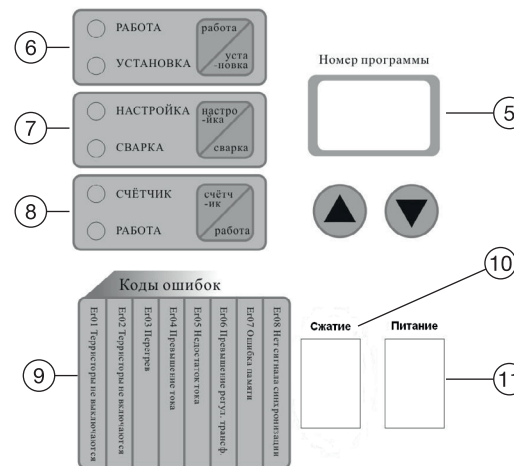 6
РАБОТА
работа
УСТАНОВКА
уста
-новка
7
НАСТРОЙКА
настро
-йка
СВАРКА
сварка
8
СЧЁТЧИК
счётч
-ик
РАБОТА
работа
Номер программы
5
10
Коды ошибок
9
Er01 Терристоры не выключаются
Er02 Терристоры не включаются
Er03 Перегрев
Er04 Превышение тока
Er05 Недостаток тока
Er06 Превышение регул. трансф.
Er07 Ошибка памяти
Er08 Нет сигнала синхронизации
Сжатие
Питание
11